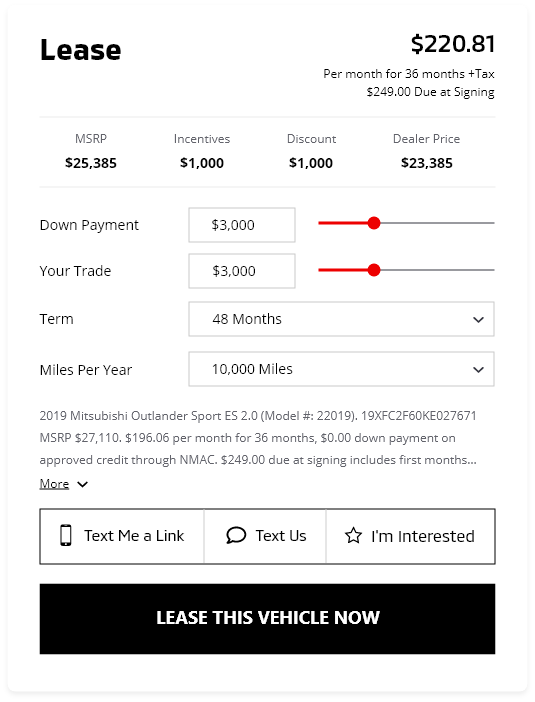 Lease
$220.81
Per month for 36 months +Tax
$249.00 Due at Signing
MSRP Incentives Discount Dealer Price
$25,385 $1,000 $1,000 $23,385
Down Payment $3,000
Your Trade $3,000
Term 48 Months
Miles Per Year 10,000 Miles
2019 Mitsubishi Outlander Sport ES 2.0 (Model #: 22019). 19XFC2F60KE027671
MSRP $27,110. $196.06 per month for 36 months, $0.00 down payment on
approved credit through NMAC. $249.00 due at signing includes first months...
More
Text Me a Link Text Us I'm Interested
LEASE THIS VEHICLE NOW